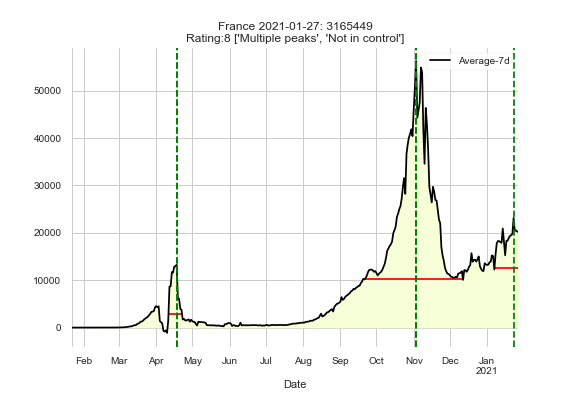 France 2021-01-27: 3165449
Rating:8 ['Multiple peaks', 'Not in control']
Average-7d
50000
40000
30000
20000
10000
0
Feb Mar Apr May Jun Jul Aug Sep Oct Nov Dec Jan
2021
Date